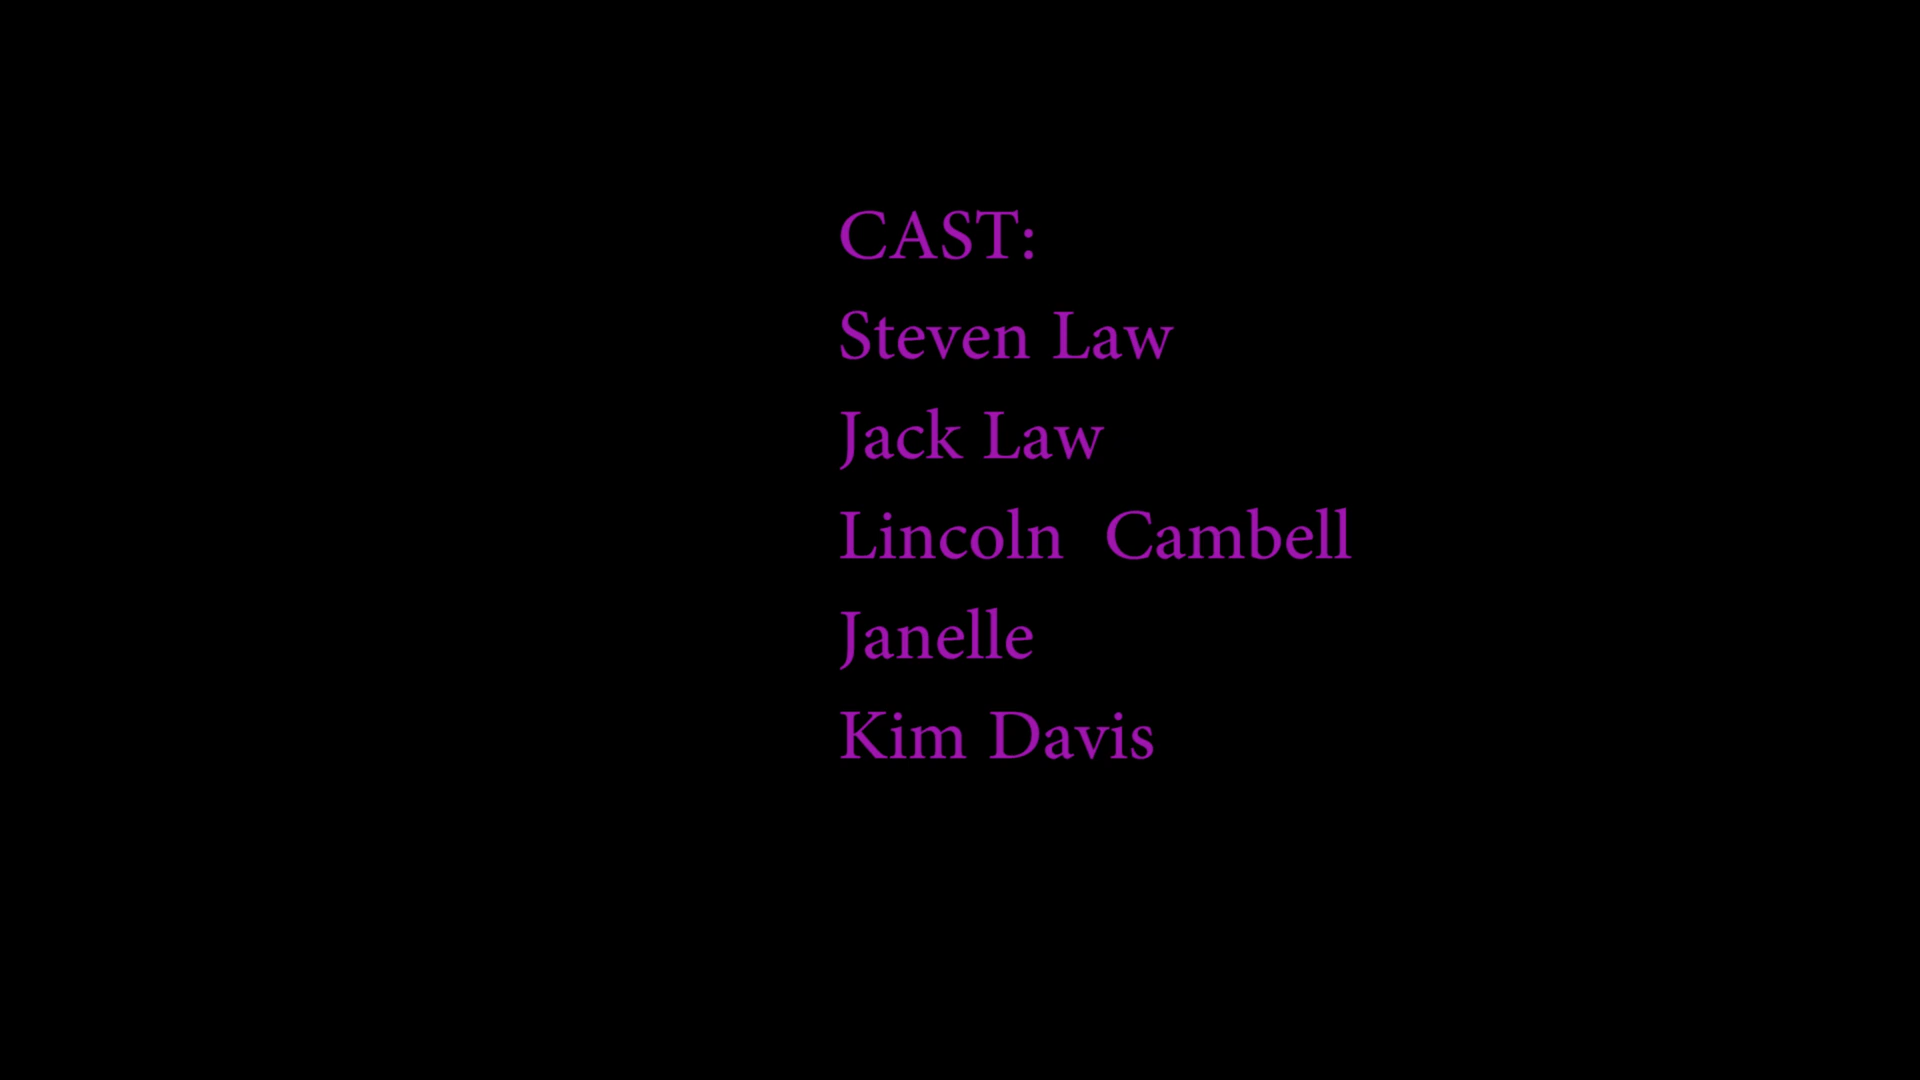 CAST:
Steven Law
Jack Law
Lincoln  Cambell
Janelle
Kim Davis